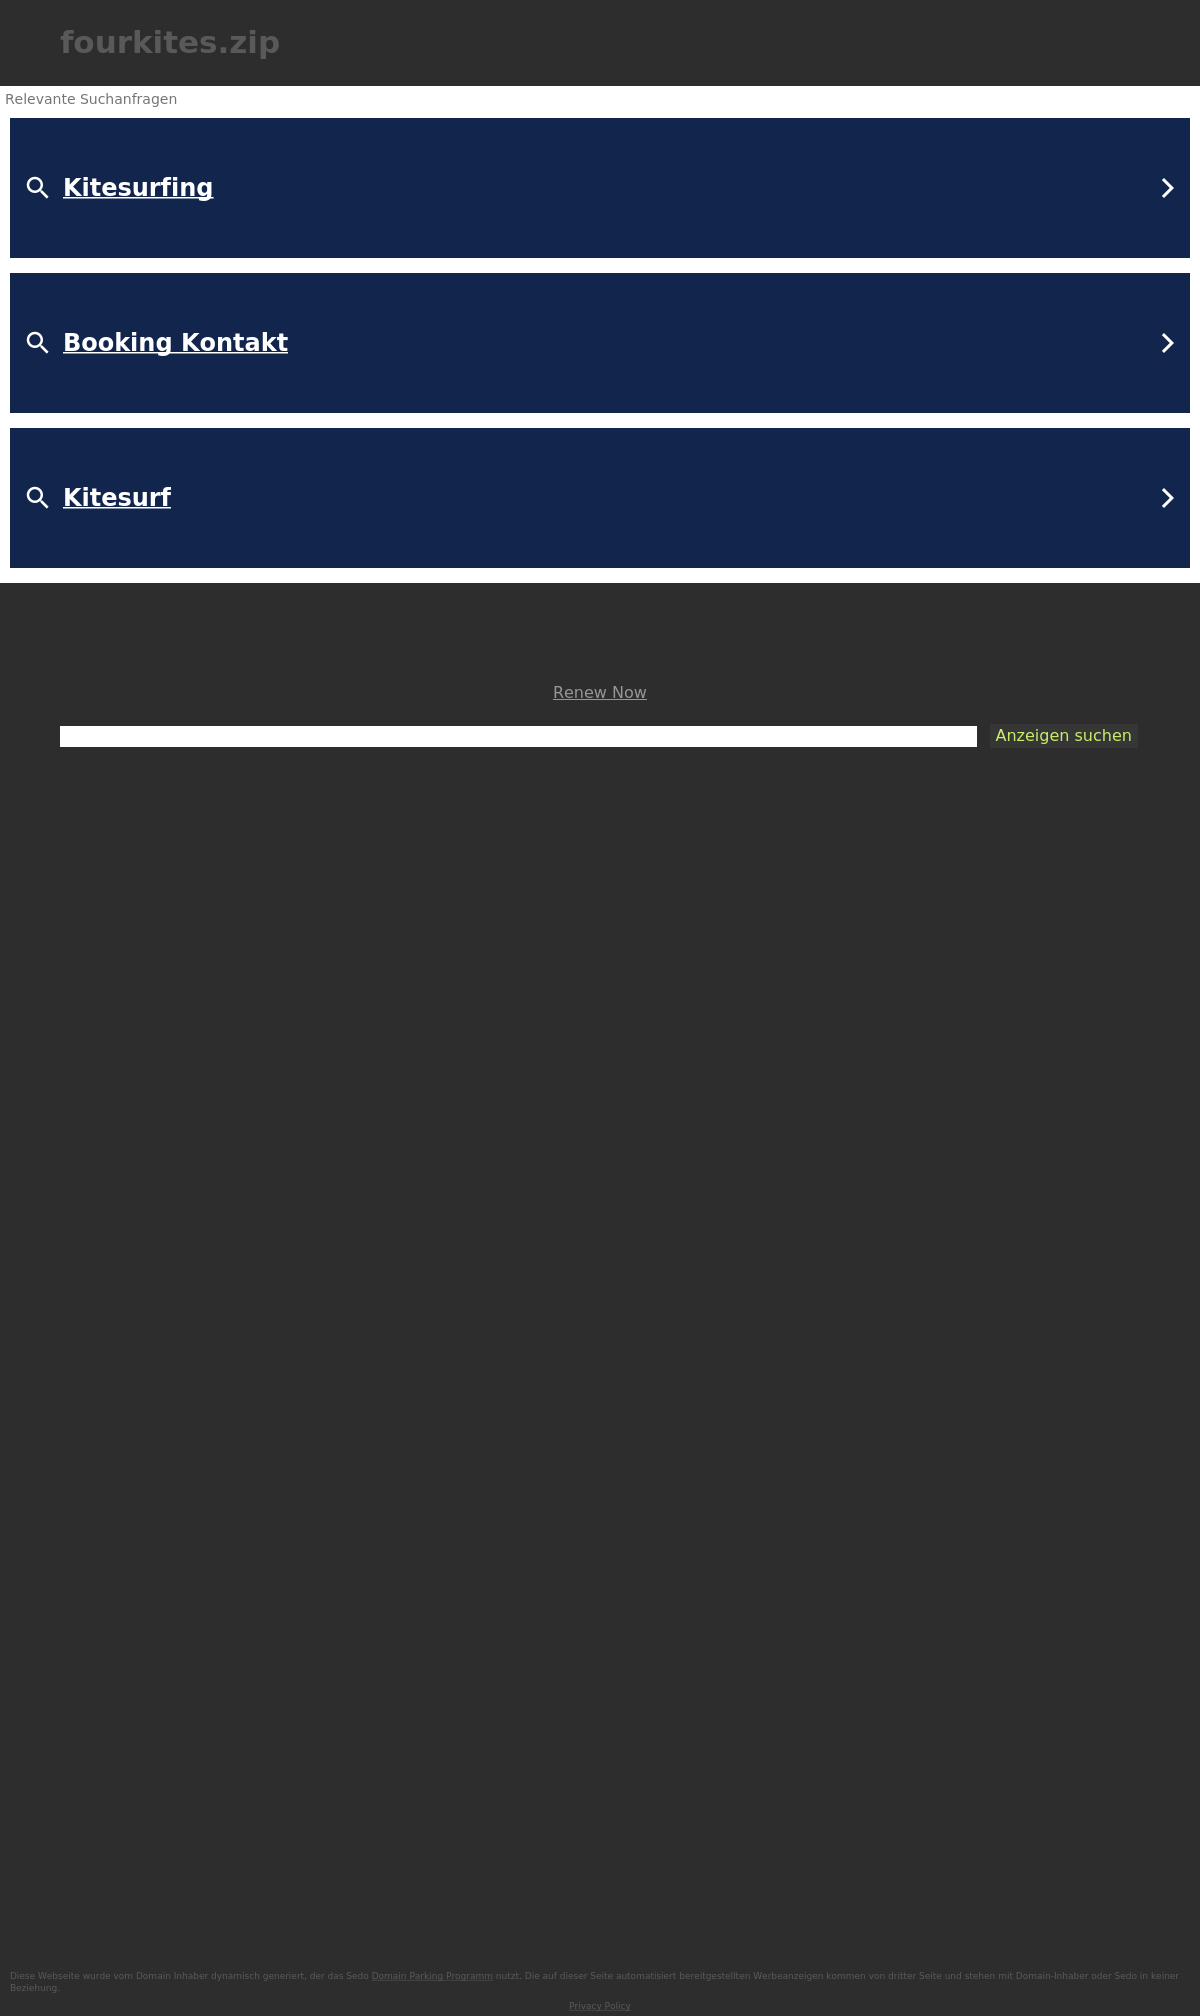 fourkites.zip
Relevante Suchanfragen
Kitesurfing
Booking Kontakt
Kitesurf
Renew Now
Anzeigen suchen
Diese Webseite wurde vom Domain Inhaber dynamisch generiert, der das Sedo Domain Parking Programm nutzt. Die auf dieser Seite automatisiert bereitgestellten Werbeanzeigen kommen von dritter Seite und stehen mit Domain-Inhaber oder Sedo in keiner
Beziehung.
Privacy Policy